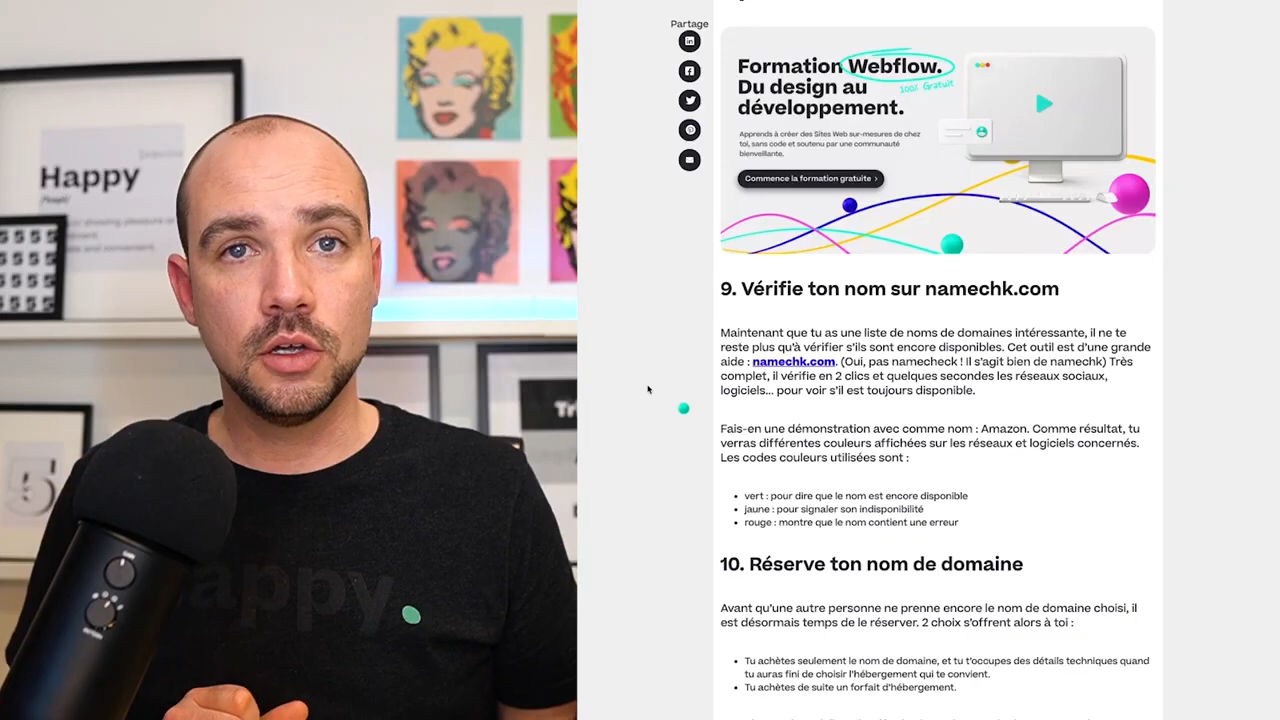 Happy
5 5 5 5
5
appy.
Partage
Formation Webflow.
100% Gratuit
Du design au
développement.
Apprends à créer des Sites Web sur-mesures de chez
toi, sans code et soutenu par une communauté
bienveillante.
Commence la formation gratuite ›
9. Vérifie ton nom sur namechk.com
Maintenant que tu as une liste de noms de domaines intéressante, il ne te
reste plus qu'à vérifier s'ils sont encore disponibles. Cet outil est d'une grande
aide : namechk.com. (Oui, pas namecheck ! Il s'agit bien de namechk) Très
complet, il vérifie en 2 clics et quelques secondes les réseaux sociaux,
logiciels... pour voir s'il est toujours disponible.
Fais-en une démonstration avec comme nom : Amazon. Comme résultat, tu
verras différentes couleurs affichées sur les réseaux et logiciels concernés.
Les codes couleurs utilisées sont :
• vert : pour dire que le nom est encore disponible
• jaune : pour signaler son indisponibilité
• rouge : montre que le nom contient une erreur
10. Réserve ton nom de domaine
Avant qu'une autre personne ne prenne encore le nom de domaine choisi, il
est désormais temps de le réserver. 2 choix s'offrent alors à toi :
• Tu achètes seulement le nom de domaine, et tu t'occupes des détails techniques quand
tu auras fini de choisir l'hébergement qui te convient.
• Tu achètes de suite un forfait d'hébergement.